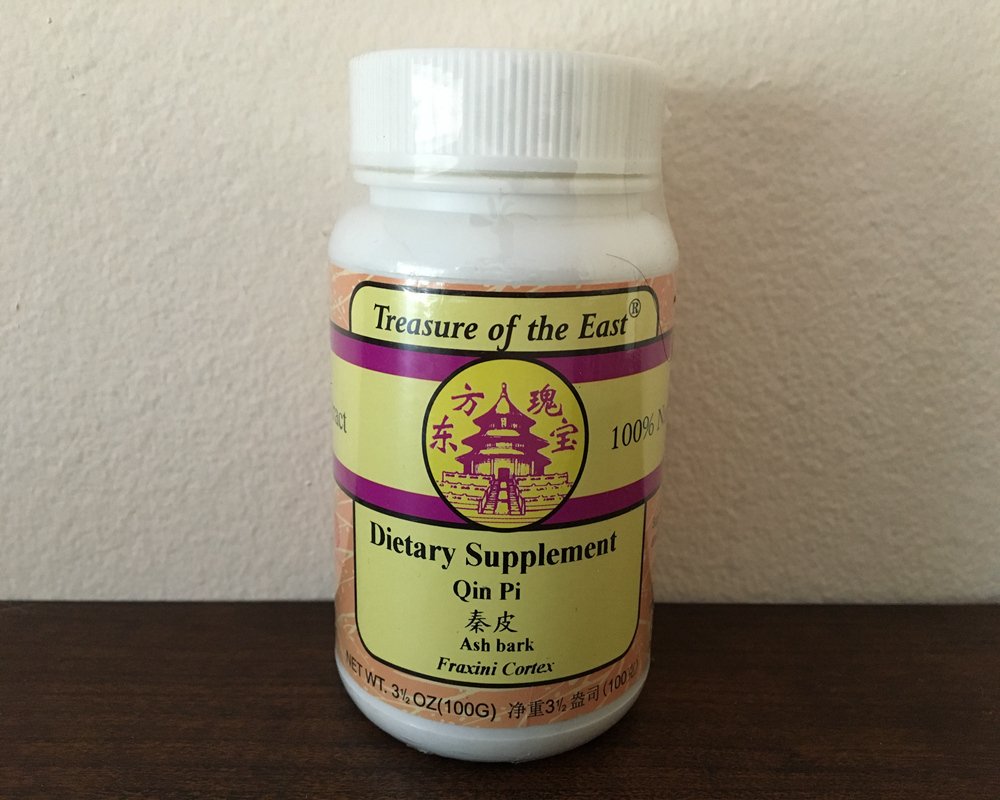 Treasure of the East®
东方瑰宝
100%
Dietary Supplement
Qin Pi
秦皮
Ash bark
Fraxini Cortex
NET WT. 3½ OZ(100G) 净重3½ 盎司(100克)